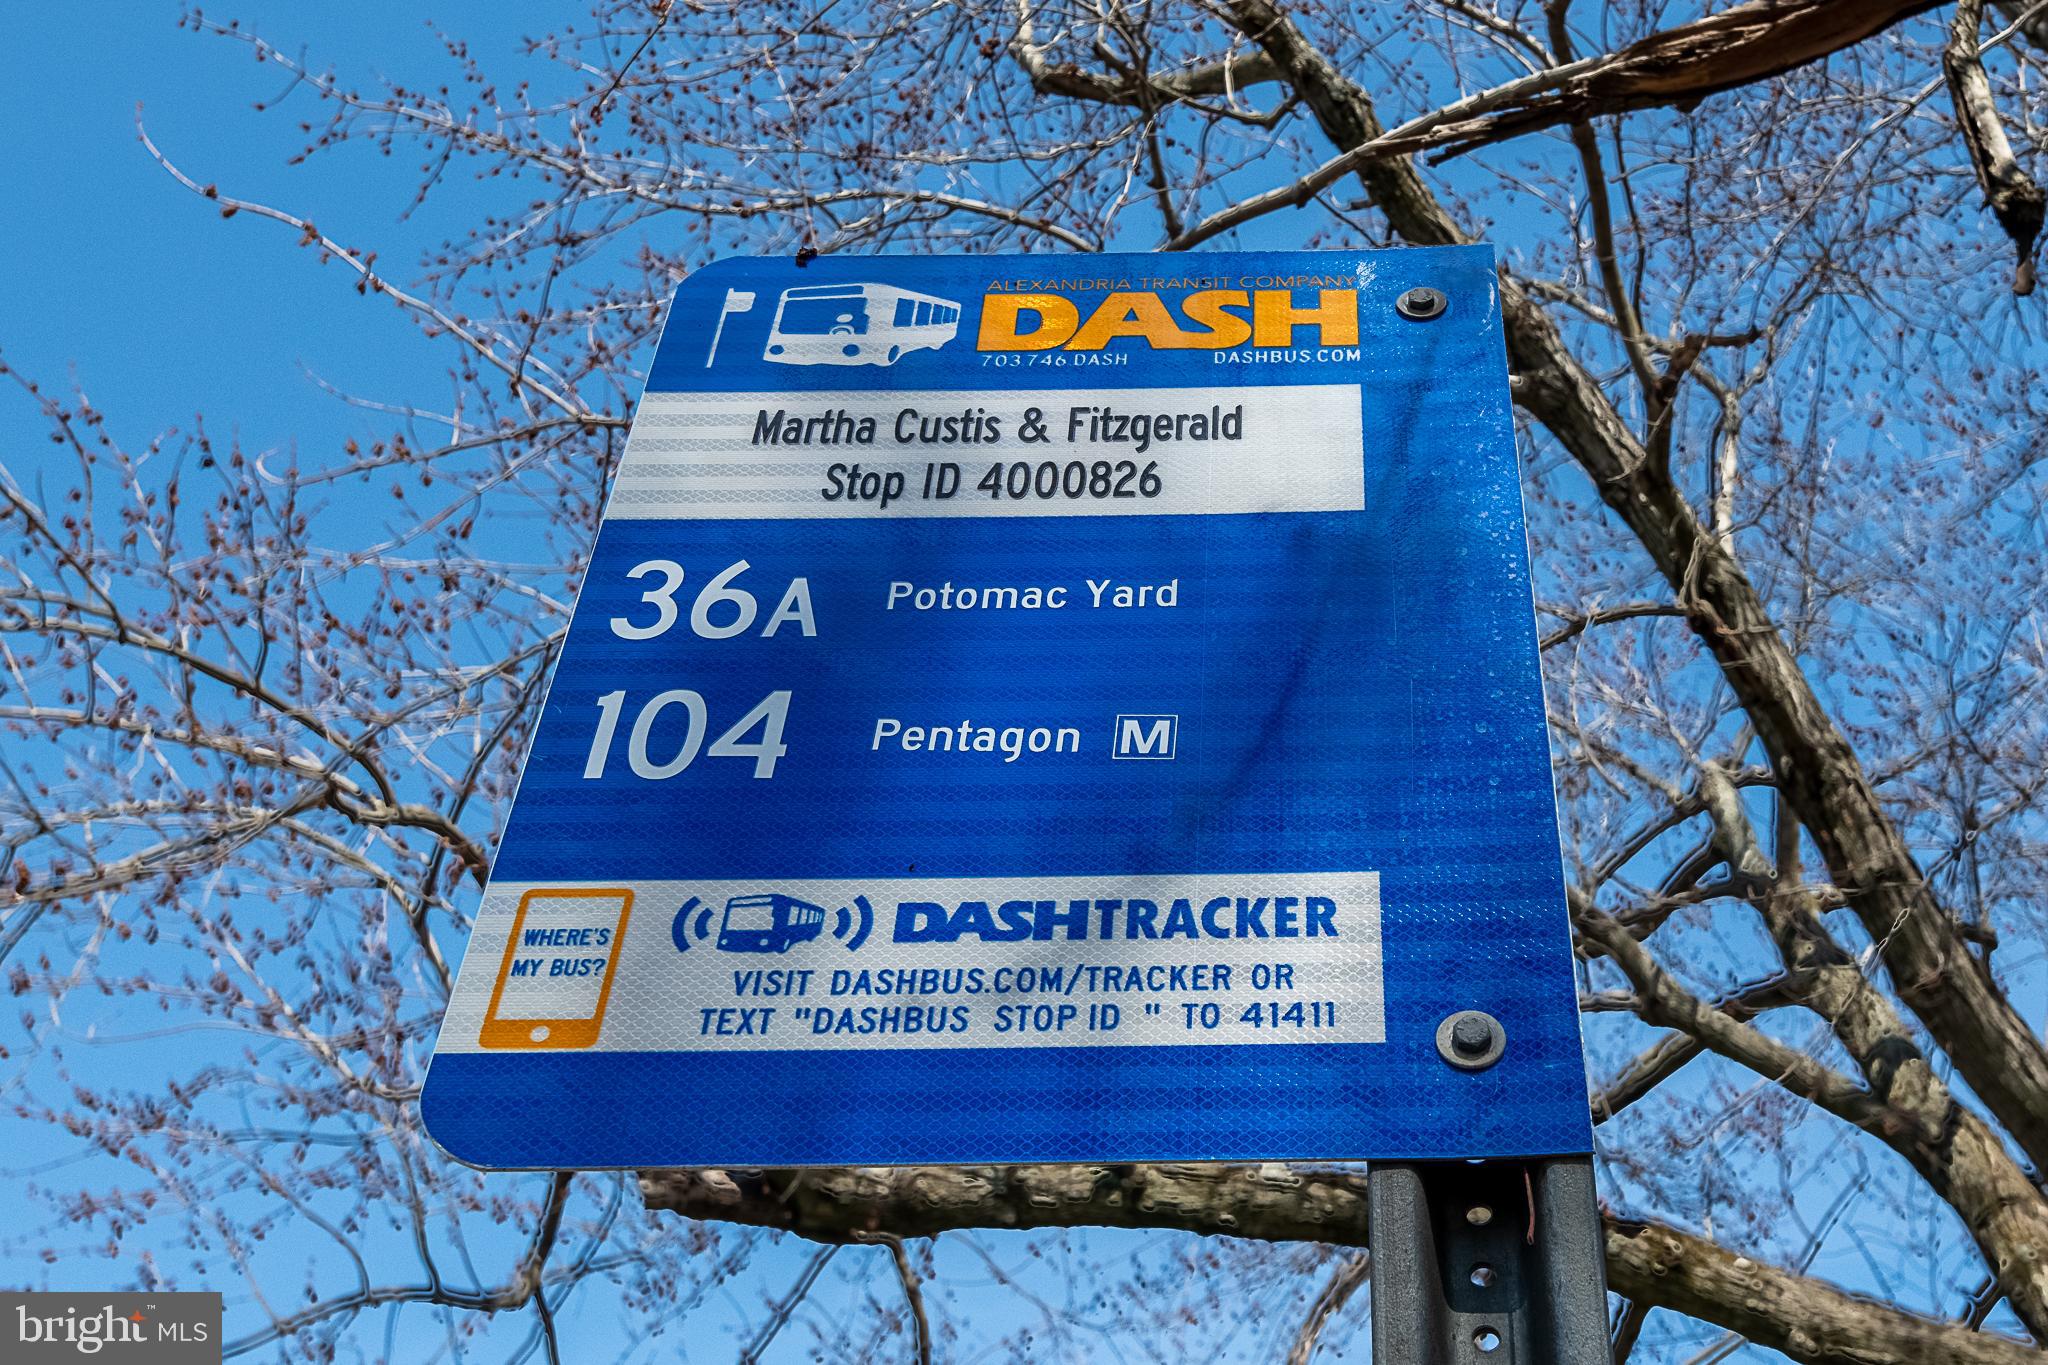 ALEXANDRIA TRANSIT COMPANY
DASH
703.746.DASH DASHBUS.COM
Martha Custis & Fitzgerald
Stop ID 4000826
36A Potomac Yard
104 Pentagon M
WHERE'S
MY BUS?
DASHTRACKER
VISIT DASHBUS.COM/TRACKER OR
TEXT "DASHBUS STOP ID " TO 41411
bright™ MLS